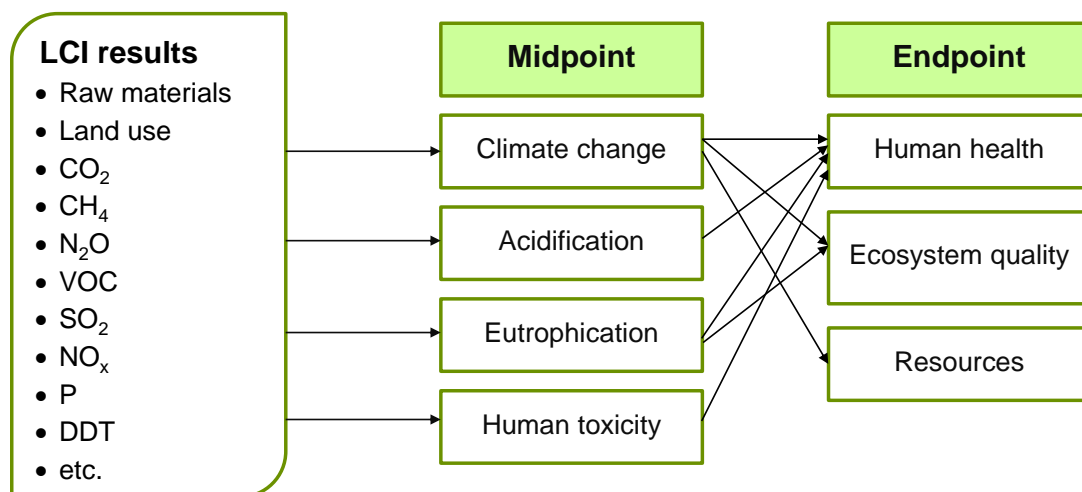 LCI results
• Raw materials
• Land use
• CO₂
• CH₄
• N₂O
• VOC
• SO₂
• NOₓ
• P
• DDT
• etc.
Midpoint
Climate change
Acidification
Eutrophication
Human toxicity
Endpoint
Human health
Ecosystem quality
Resources